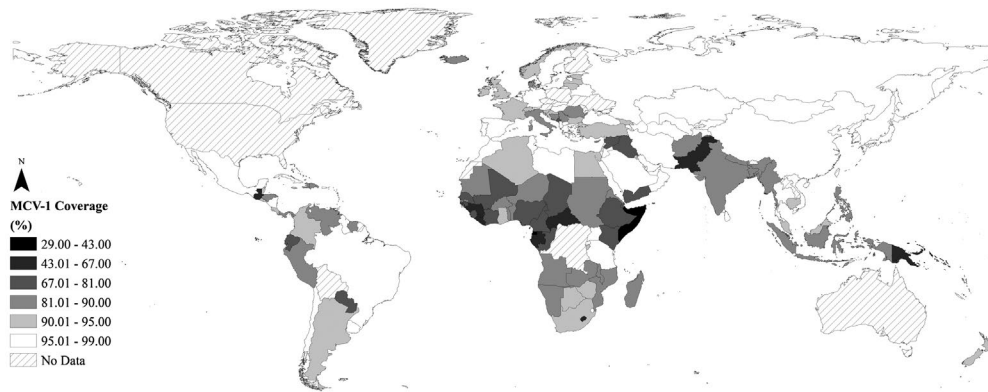 N
MCV-1 Coverage
(%)
29.00 - 43.00
43.01 - 67.00
67.01 - 81.00
81.01 - 90.00
90.01 - 95.00
95.01 - 99.00
No Data